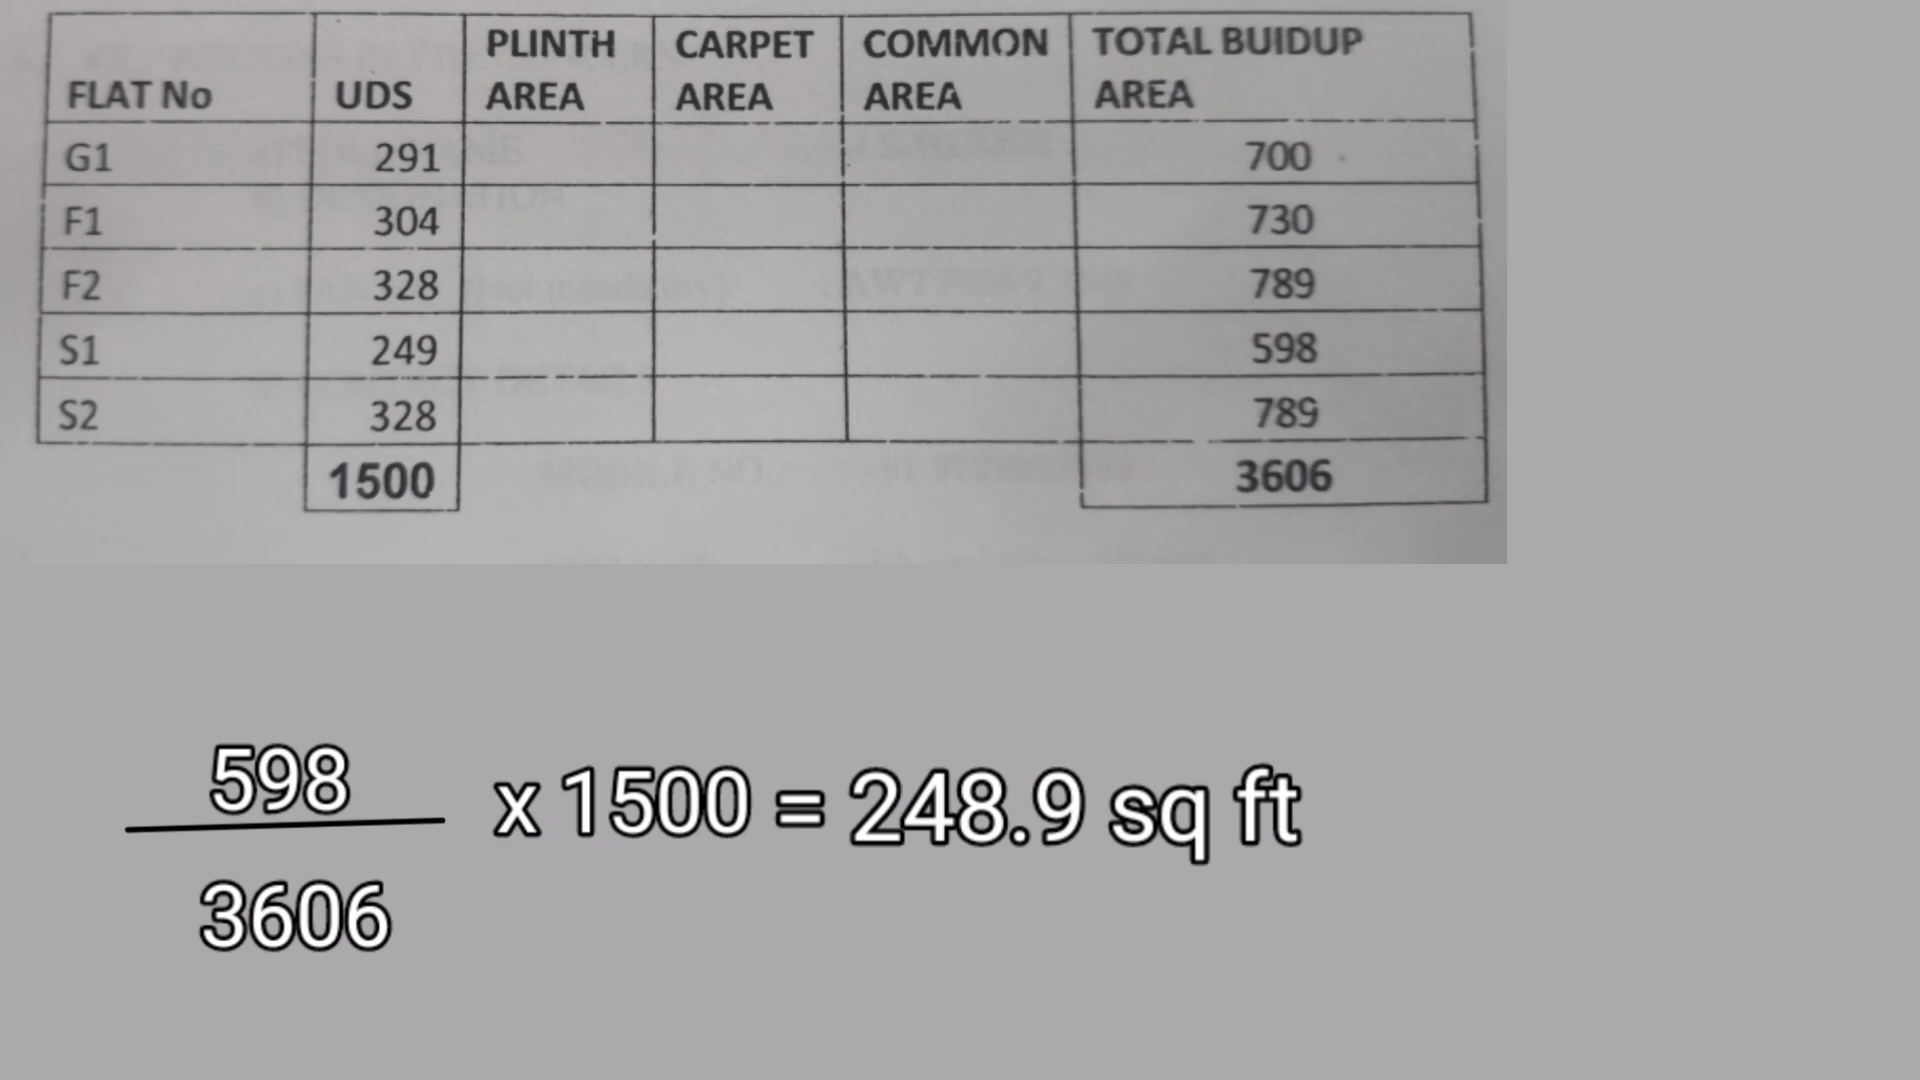 FLAT No UDS PLINTH AREA CARPET AREA COMMON AREA TOTAL BUIDUP AREA
G1 291 700
F1 304 730
F2 328 789
S1 249 598
S2 328 789
1500 3606
598
x 1500 = 248.9 sq ft
3606